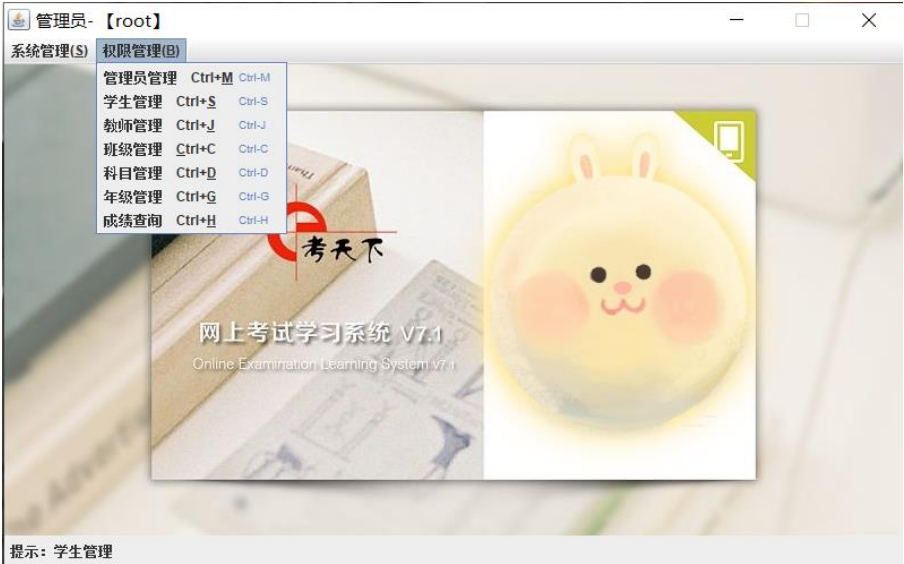 管理员-【root】
系统管理(S) 权限管理(B)
管理员管理 Ctrl+M Ctrl-M
学生管理 Ctrl+S Ctrl-S
教师管理 Ctrl+J Ctrl-J
班级管理 Ctrl+C Ctrl-C
科目管理 Ctrl+D Ctrl-D
年级管理 Ctrl+G Ctrl-G
成绩查询 Ctrl+H Ctrl-H
e考天下
网上考试学习系统 V7.1
Online Examination Learning System v7.1
The Adverti
提示：学生管理